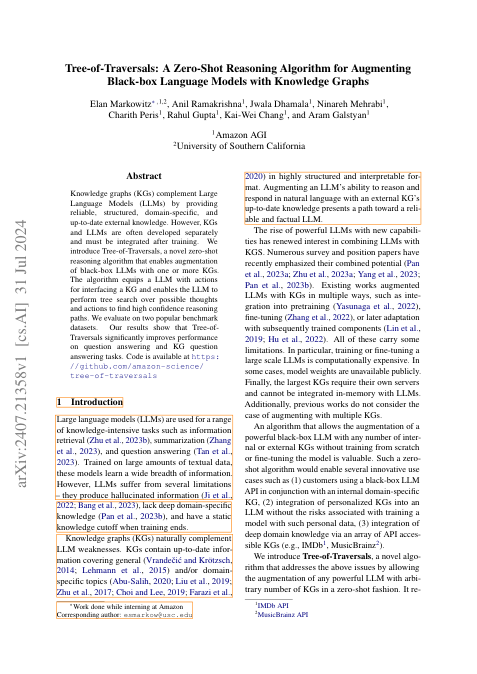 Tree-of-Traversals: A Zero-Shot Reasoning Algorithm for Augmenting
Black-box Language Models with Knowledge Graphs
Elan Markowitz* ,1,2, Anil Ramakrishna1, Jwala Dhamala1, Ninareh Mehrabi1,
Charith Peris1, Rahul Gupta1, Kai-Wei Chang1, and Aram Galstyan1
1Amazon AGI
2University of Southern California
arXiv:2407.21358v1 [cs.AI] 31 Jul 2024
Abstract
Knowledge graphs (KGs) complement Large
Language Models (LLMs) by providing
reliable, structured, domain-specific, and
up-to-date external knowledge. However, KGs
and LLMs are often developed separately
and must be integrated after training. We
introduce Tree-of-Traversals, a novel zero-shot
reasoning algorithm that enables augmentation
of black-box LLMs with one or more KGs.
The algorithm equips a LLM with actions
for interfacing a KG and enables the LLM to
perform tree search over possible thoughts
and actions to find high confidence reasoning
paths. We evaluate on two popular benchmark
datasets. Our results show that Tree-of-
Traversals significantly improves performance
on question answering and KG question
answering tasks. Code is available at https:
//github.com/amazon-science/
tree-of-traversals
1 Introduction
Large language models (LLMs) are used for a range
of knowledge-intensive tasks such as information
retrieval (Zhu et al., 2023b), summarization (Zhang
et al., 2023), and question answering (Tan et al.,
2023). Trained on large amounts of textual data,
these models learn a wide breadth of information.
However, LLMs suffer from several limitations
– they produce hallucinated information (Ji et al.,
2022; Bang et al., 2023), lack deep domain-specific
knowledge (Pan et al., 2023b), and have a static
knowledge cutoff when training ends.
Knowledge graphs (KGs) naturally complement
LLM weaknesses. KGs contain up-to-date infor-
mation covering general (Vrandečić and Krötzsch,
2014; Lehmann et al., 2015) and/or domain-
specific topics (Abu-Salih, 2020; Liu et al., 2019;
Zhu et al., 2017; Choi and Lee, 2019; Farazi et al.,
*Work done while interning at Amazon
Corresponding author: esmarkow@usc.edu
2020) in highly structured and interpretable for-
mat. Augmenting an LLM's ability to reason and
respond in natural language with an external KG's
up-to-date knowledge presents a path toward a reli-
able and factual LLM.
The rise of powerful LLMs with new capabili-
ties has renewed interest in combining LLMs with
KGS. Numerous survey and position papers have
recently emphasized their combined potential (Pan
et al., 2023a; Zhu et al., 2023a; Yang et al., 2023;
Pan et al., 2023b). Existing works augmented
LLMs with KGs in multiple ways, such as inte-
gration into pretraining (Yasunaga et al., 2022),
fine-tuning (Zhang et al., 2022), or later adaptation
with subsequently trained components (Lin et al.,
2019; Hu et al., 2022). All of these carry some
limitations. In particular, training or fine-tuning a
large scale LLMs is computationally expensive. In
some cases, model weights are unavailable publicly.
Finally, the largest KGs require their own servers
and cannot be integrated in-memory with LLMs.
Additionally, previous works do not consider the
case of augmenting with multiple KGs.
An algorithm that allows the augmentation of a
powerful black-box LLM with any number of inter-
nal or external KGs without training from scratch
or fine-tuning the model is valuable. Such a zero-
shot algorithm would enable several innovative use
cases such as (1) customers using a black-box LLM
API in conjunction with an internal domain-specific
KG, (2) integration of personalized KGs into an
LLM without the risks associated with training a
model with such personal data, (3) integration of
deep domain knowledge via an array of API acces-
sible KGs (e.g., IMDb1, MusicBrainz2).
We introduce Tree-of-Traversals, a novel algo-
rithm that addresses the above issues by allowing
the augmentation of any powerful LLM with arbi-
trary number of KGs in a zero-shot fashion. It re-
1IMDb API
2MusicBrainz API